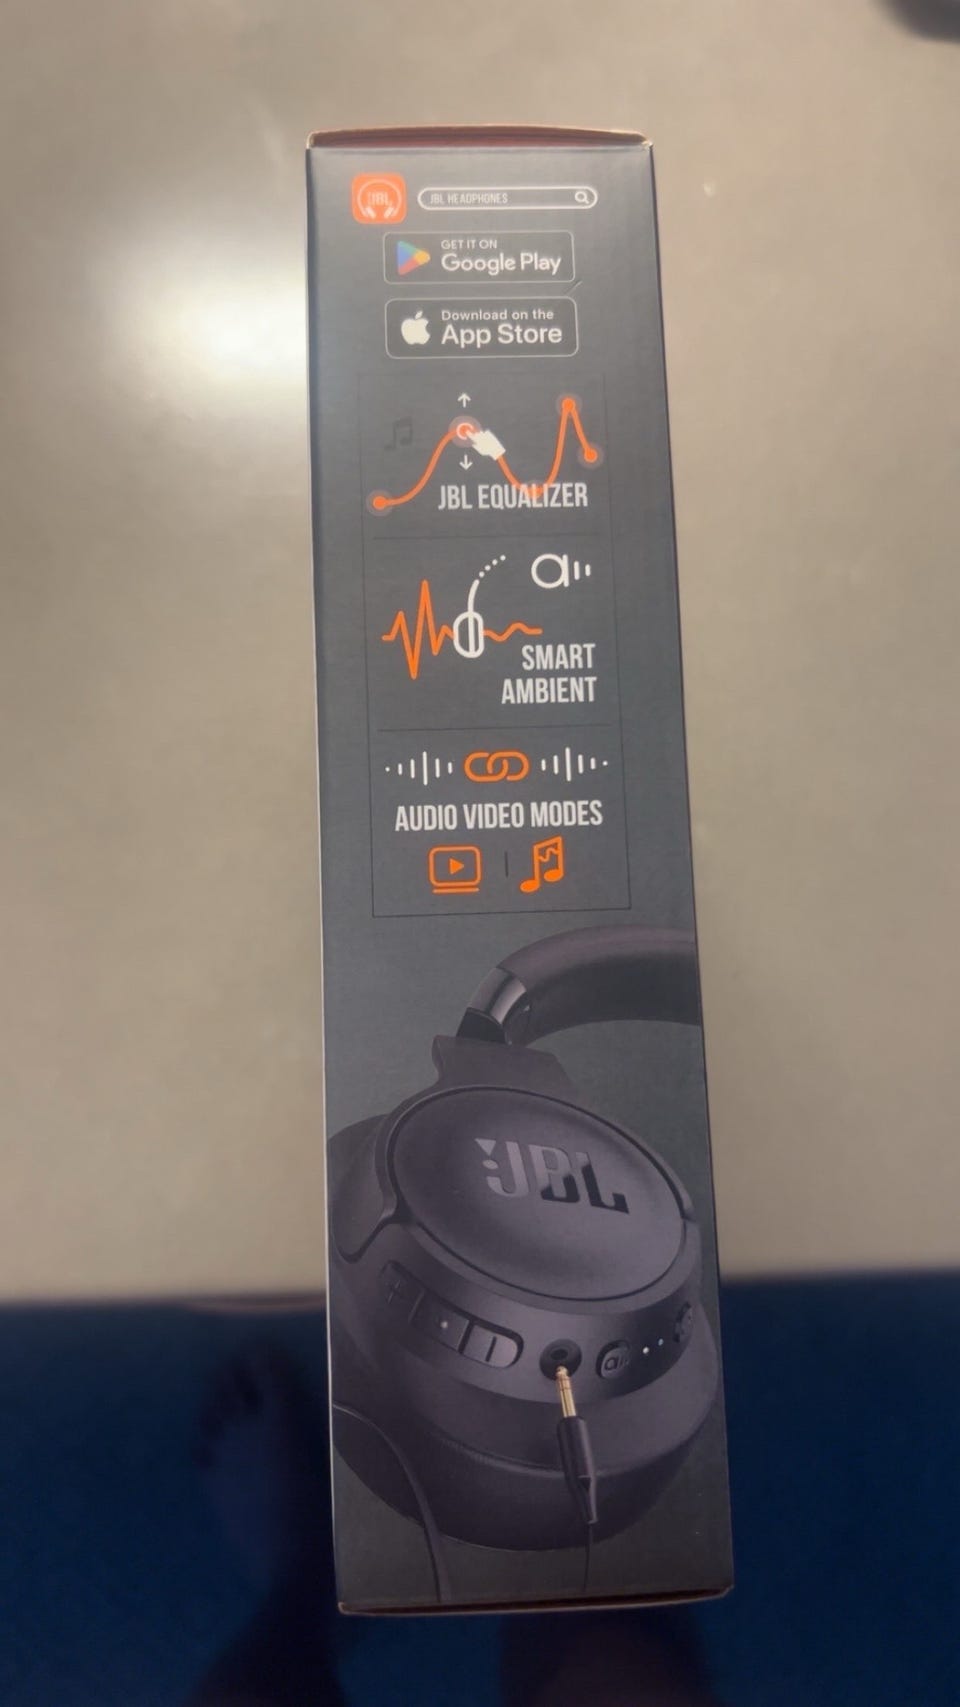 JBL
JBL HEADPHONES
GET IT ON
Google Play
Download on the
App Store
JBL EQUALIZER
SMART
AMBIENT
AUDIO VIDEO MODES
JBL